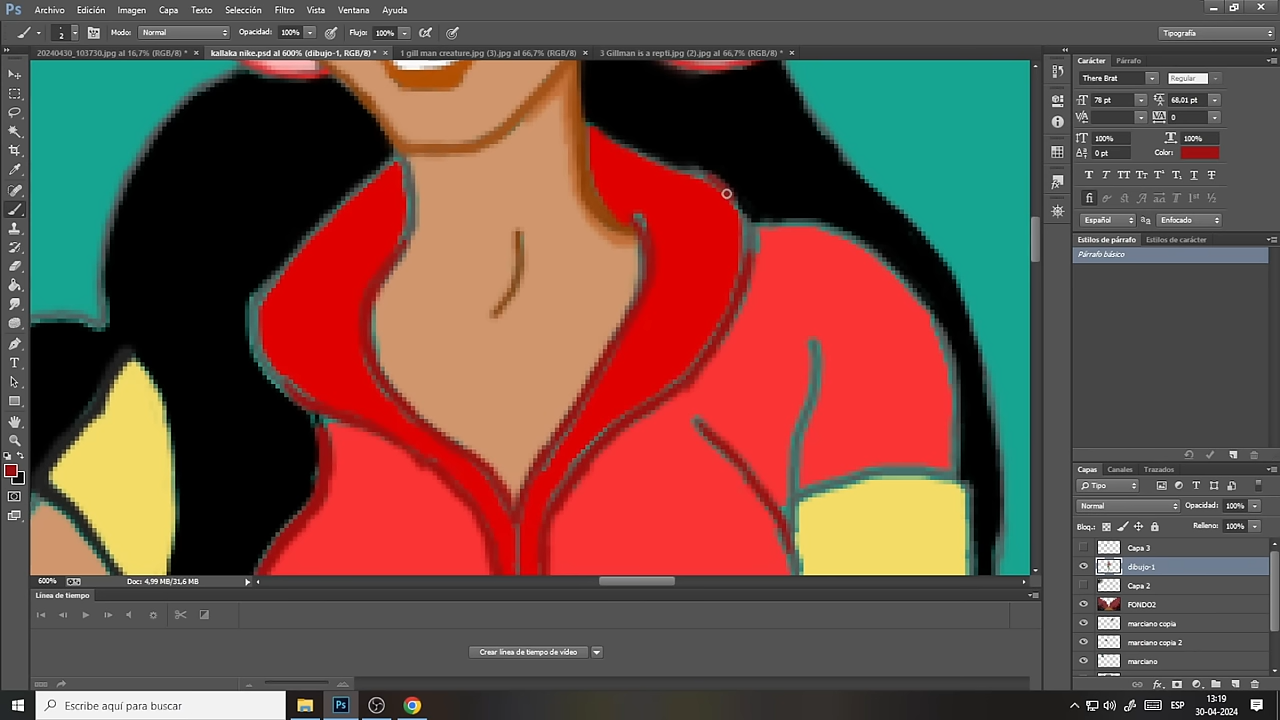 Ps Archivo Edición Imagen Capa Texto Selección Filtro Vista Ventana Ayuda
2 Modo: Normal Opacidad: 100% Flujo: 100% Tipografía
20240430_103730.jpg al 16,7% (RGB/8) * × kallaka nike.psd al 600% (dibujo-1, RGB/8) * × 1 gill man creature.jpg (3).jpg al 66,7% (RGB/8) × 3 Gillman is a repti.jpg (2).jpg al 66,7% (RGB/8) * ×
Carácter Párrafo
There Brat Regular
78 pt 68,01 pt
0
100% 100%
0 pt Color:
Español Enfocado
Estilos de párrafo Estilos de carácter
Párrafo básico
Capas Canales Trazados
Tipo
Normal Opacidad: 100%
Bloq.: Relleno: 100%
Capa 3
dibujo-1
Capa 2
FONDO2
marciano copia
marciano copia 2
marciano
600% Doc: 4,99 MB/31,6 MB
Línea de tiempo
Crear línea de tiempo de vídeo
Escribe aquí para buscar
Ps
ESP
13:19
30-04-2024